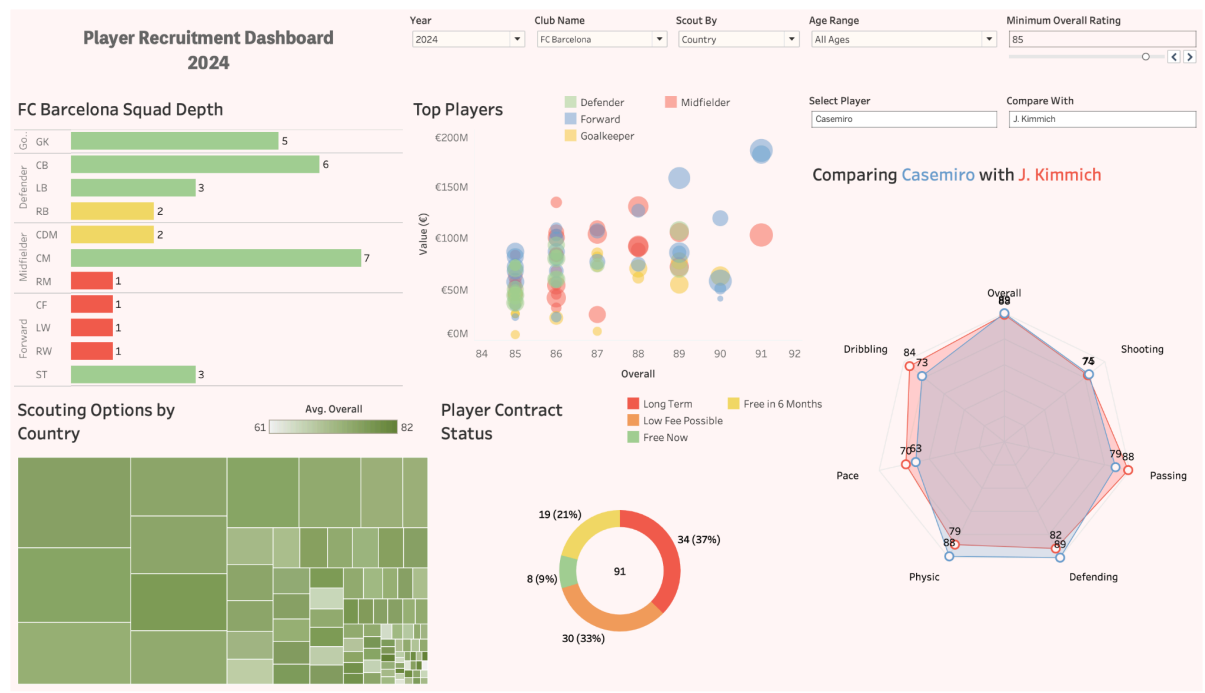 Player Recruitment Dashboard
2024
Year
Club Name
Scout By
Age Range
Minimum Overall Rating
2024
FC Barcelona
Country
All Ages
85
FC Barcelona Squad Depth
Go..
GK
5
Defender
CB
6
LB
3
RB
2
Midfielder
CDM
2
CM
7
RM
1
Forward
CF
1
LW
1
RW
1
ST
3
Top Players
Defender
Midfielder
Forward
Goalkeeper
€200M
€150M
€100M
€50M
€0M
Value (€)
84
85
86
87
88
89
90
91
92
Overall
Select Player
Compare With
Casemiro
J. Kimmich
Comparing Casemiro with J. Kimmich
Overall
Dribbling
Shooting
84
73
70
63
79
88
Pace
Passing
79
88
82
89
Physic
Defending
Scouting Options by
Country
Avg. Overall
61
82
Player Contract
Status
Long Term
Free in 6 Months
Low Fee Possible
Free Now
19 (21%)
34 (37%)
8 (9%)
91
30 (33%)